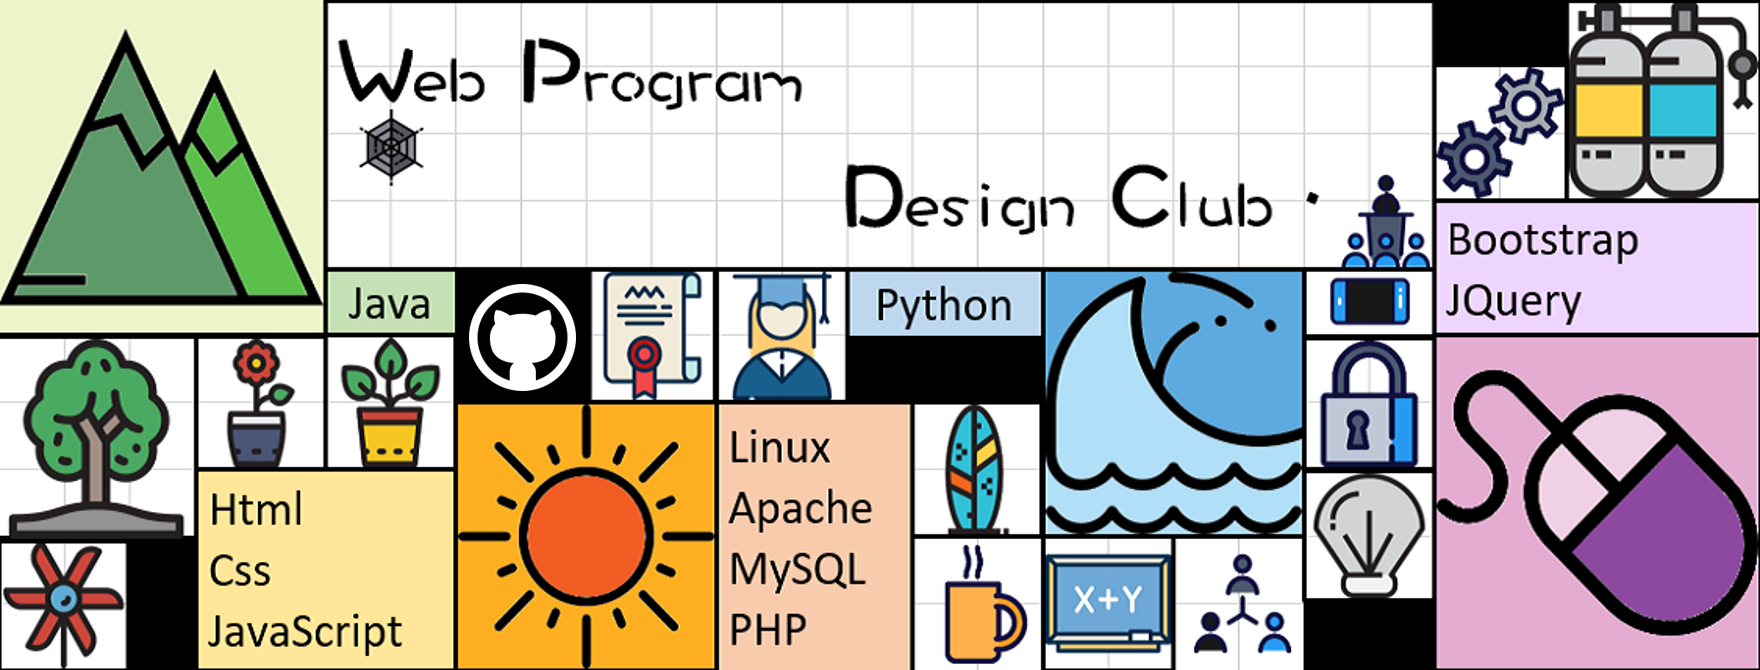 Web Program
Design Club
Java
Python
Bootstrap
JQuery
Html
Css
JavaScript
Linux
Apache
MySQL
PHP
X+Y